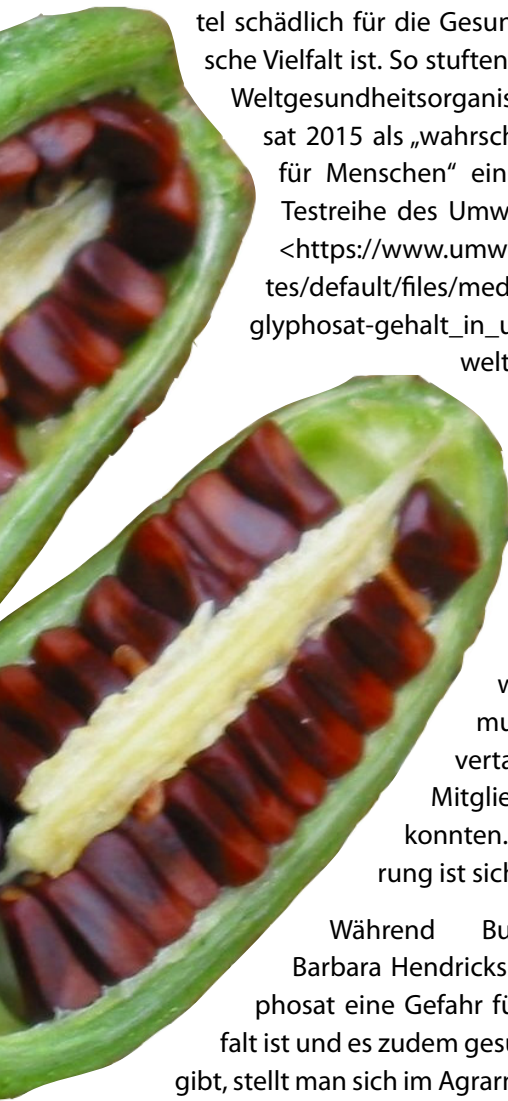 tel schädlich für die Gesun
sche Vielfalt ist. So stuften
Weltgesundheitsorganis
sat 2015 als „wahrsch
für Menschen“ ein
Testreihe des Umw
<https://www.umw
tes/default/files/med
glyphosat-gehalt_in_u
welt
w
mu
verta
Mitglie
konnten.
rung ist sich
Während Bu
Barbara Hendricks
phosat eine Gefahr fü
falt ist und es zudem gesu
gibt, stellt man sich im Agrarm